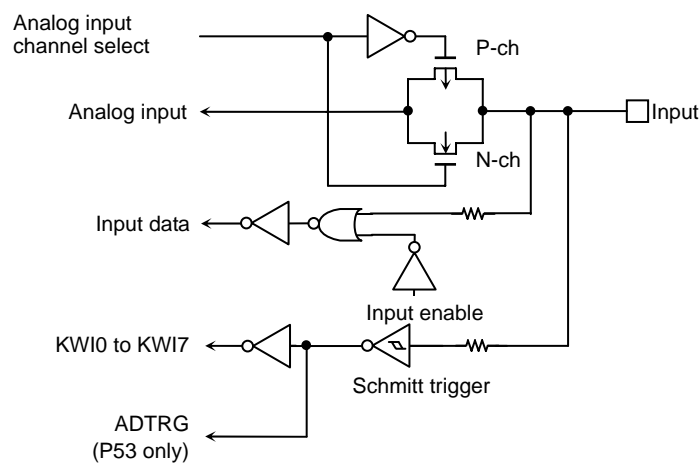 Analog input
channel select
P-ch
Analog input
Input
N-ch
Input data
Input enable
KWI0 to KWI7
Schmitt trigger
ADTRG
(P53 only)